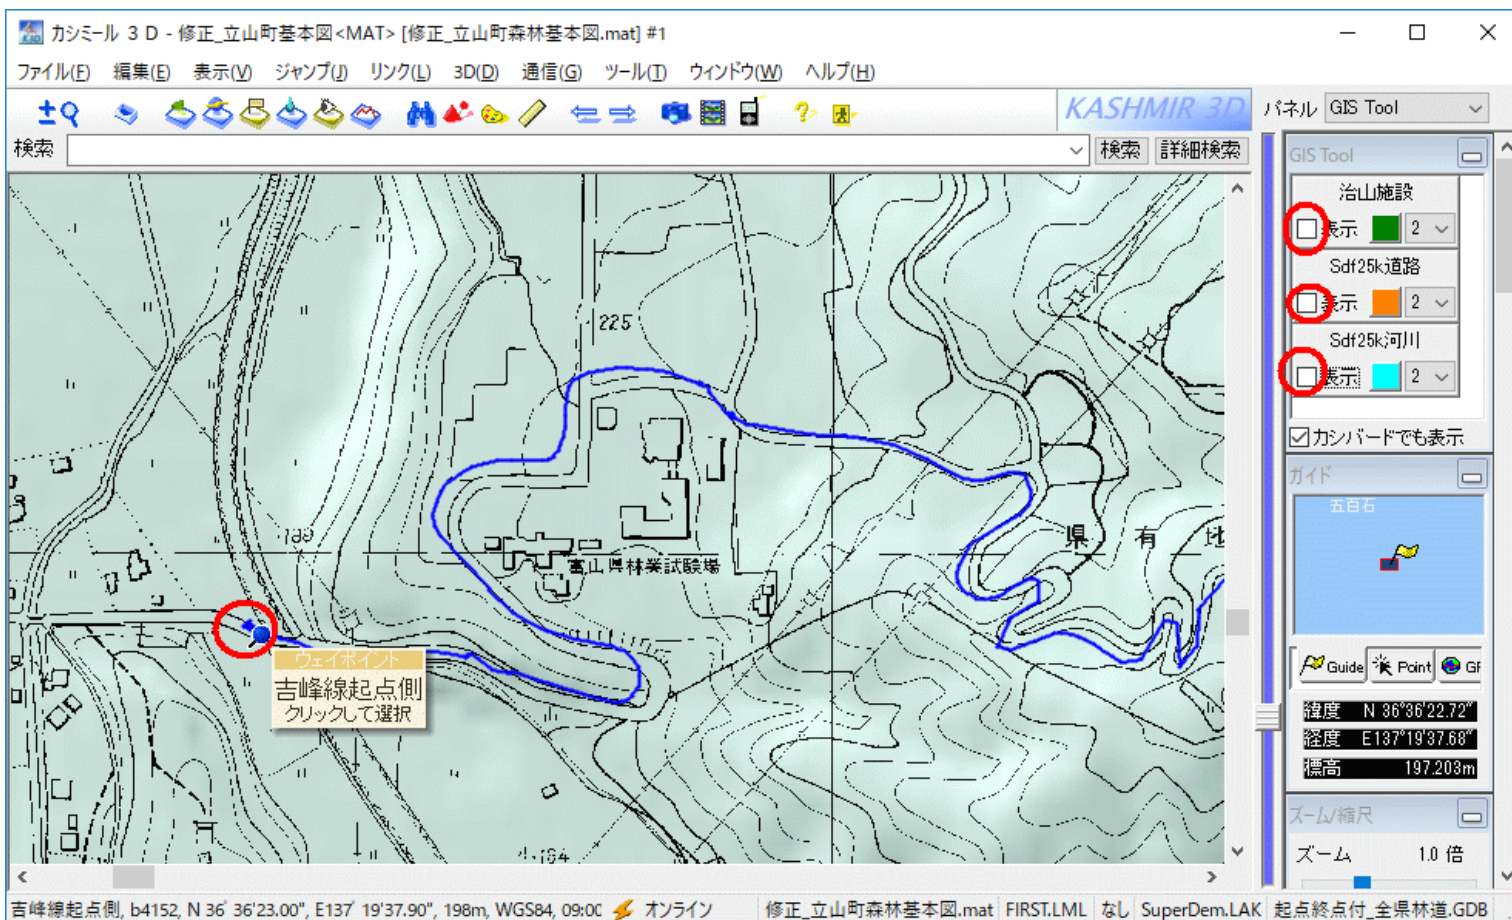 カシミール 3D - 修正_立山町基本図<MAT> [修正_立山町森林基本図.mat] #1
ファイル(F) 編集(E) 表示(V) ジャンプ(J) リンク(L) 3D(D) 通信(G) ツール(T) ウィンドウ(W) ヘルプ(H)
KASHMIR 3D
パネル GIS Tool
検索 検索 詳細検索
GIS Tool
治山施設
表示 2
Sdf25k道路
表示 2
Sdf25k河川
表示 2
カシバードでも表示
ガイド
五百石
Guide Point GF
緯度 N 36°36'22.72"
経度 E137°19'37.68"
標高 197.203m
ズーム/縮尺
ズーム 1.0 倍
225
富山県林業試験場
県有地
ウェイポイント
吉峰線起点側
クリックして選択
吉峰線起点側, b4152, N 36°36'23.00", E137°19'37.90", 198m, WGS84, 09:00 オンライン 修正_立山町森林基本図.mat FIRST.LML なし SuperDem.LAK 起点終点付_全県林道.GDB